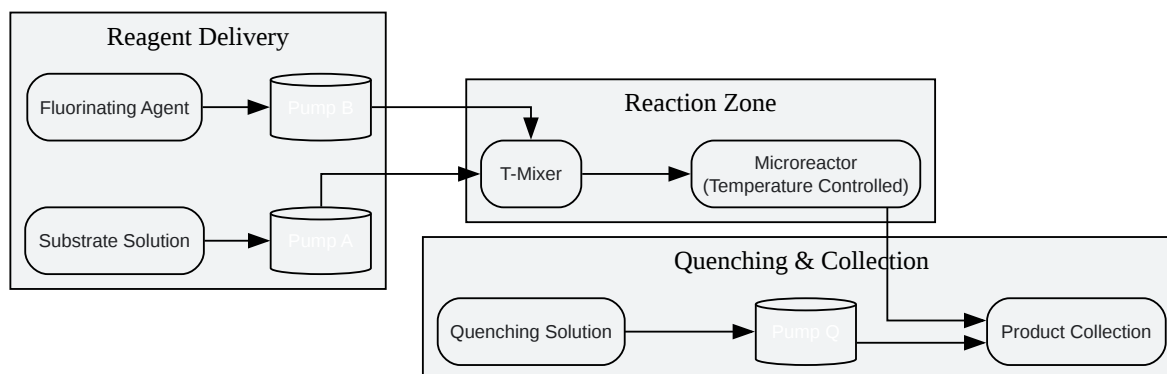 Reagent Delivery
Fluorinating Agent
Pump B
Substrate Solution
Pump A
Reaction Zone
T-Mixer
Microreactor
(Temperature Controlled)
Quenching & Collection
Quenching Solution
Pump Q
Product Collection